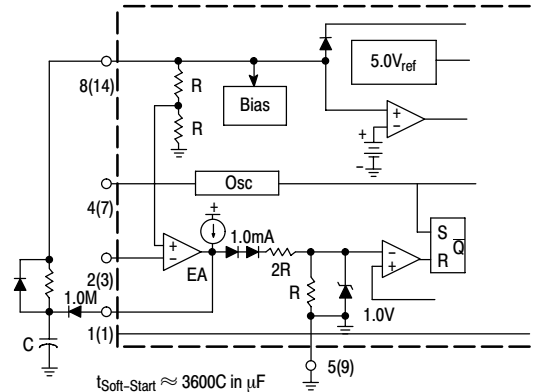 8(14)
R
R
Bias
5.0Vref
+
−
+
−
4(7)
Osc
+
1.0mA
+
−
2(3)
EA
2R
R
−
+
S
Q̅
R
1.0V
1.0M
1(1)
C
5(9)
tSoft-Start ≈ 3600C in μF